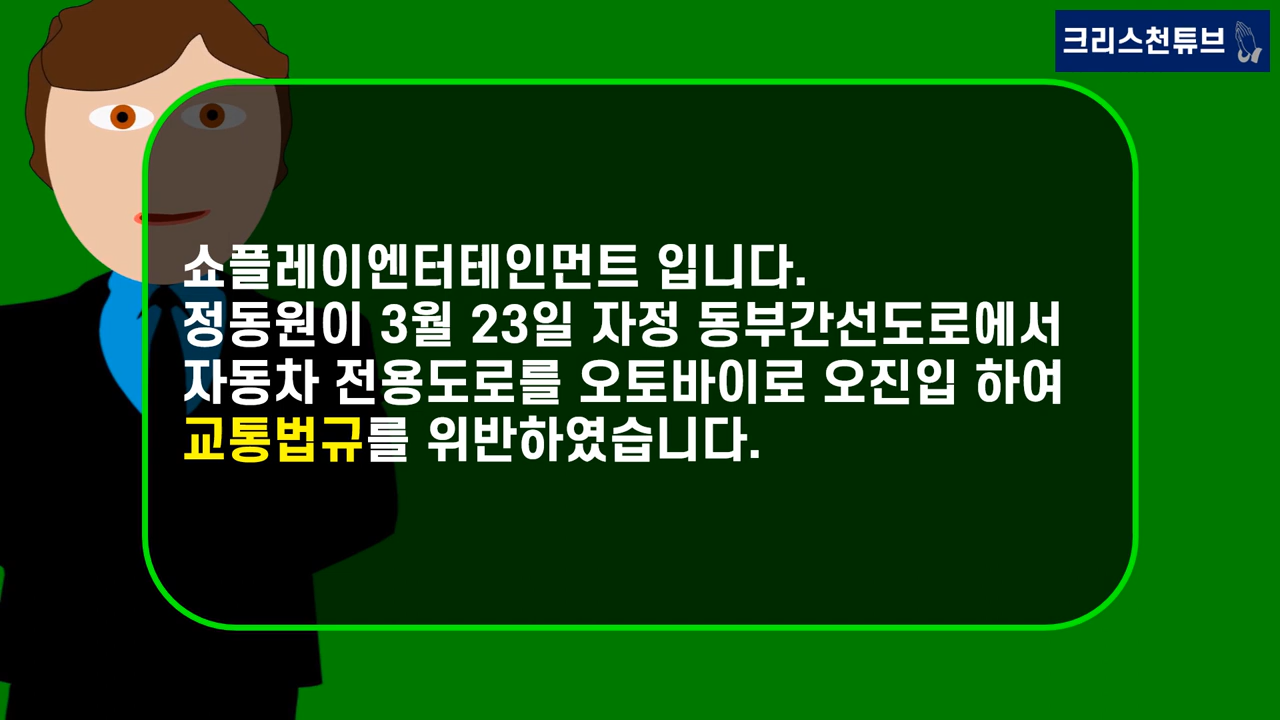 크리스천튜브
쇼플레이엔터테인먼트 입니다.
정동원이 3월 23일 자정 동부간선도로에서
자동차 전용도로를 오토바이로 오진입 하여
교통법규를 위반하였습니다.